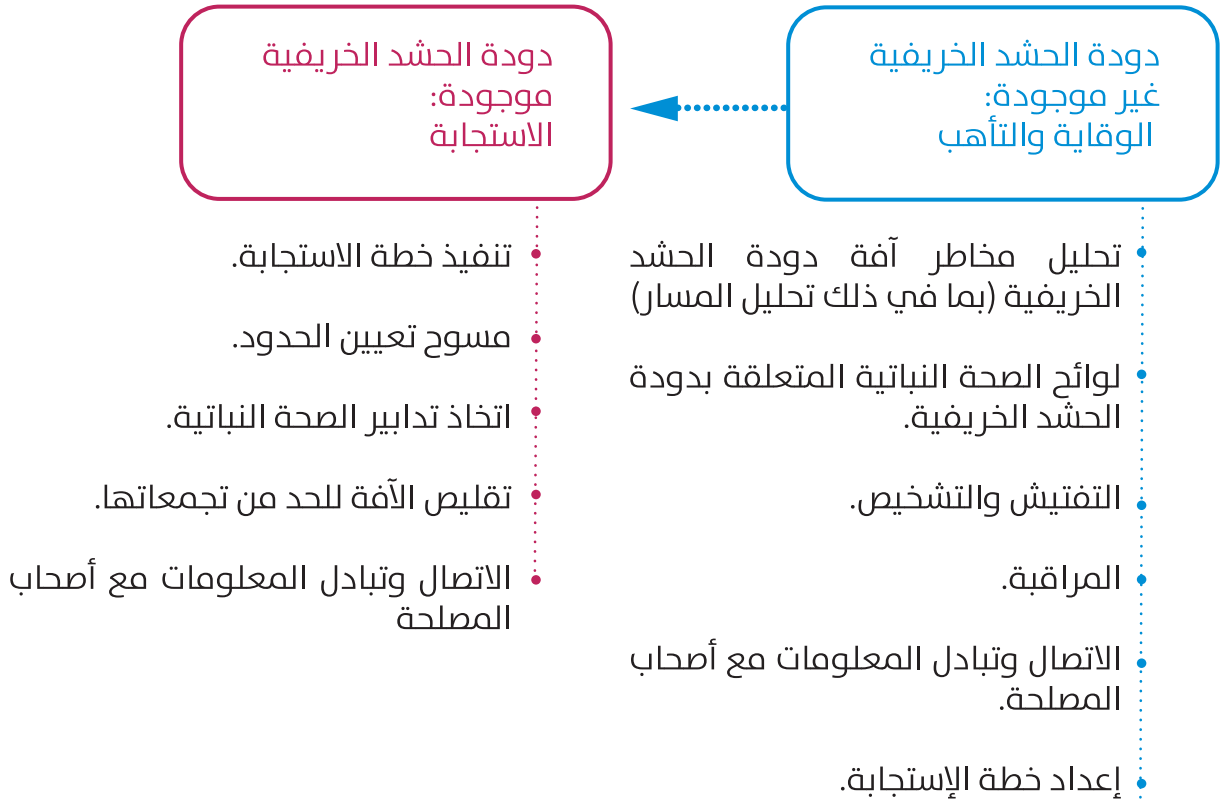 دودة الحشد الخريفية
غير موجودة:
الوقاية والتأهب
تحليل مخاطر آفة دودة الحشد
الخريفية (بما في ذلك تحليل المسار)
لوائح الصحة النباتية المتعلقة بدودة
الحشد الخريفية.
التفتيش والتشخيص.
المراقبة.
الاتصال وتبادل المعلومات مع أصحاب
المصلحة.
إعداد خطة الإستجابة.
دودة الحشد الخريفية
موجودة:
الاستجابة
تنفيذ خطة الاستجابة.
مسوح تعيين الحدود.
اتخاذ تدابير الصحة النباتية.
تقليص الآفة للحد من تجمعاتها.
الاتصال وتبادل المعلومات مع أصحاب
المصلحة